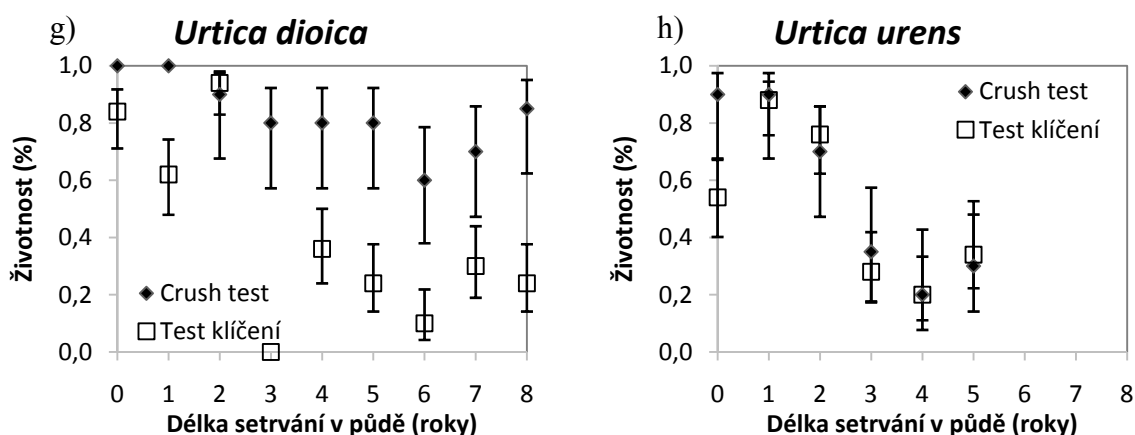 g) Urtica dioica
1,0
0,8
0,6
0,4
0,2
0,0
Životnost (%)
Crush test
Test klíčení
0 1 2 3 4 5 6 7 8
Délka setrvání v půdě (roky)
h) Urtica urens
1,0
0,8
0,6
0,4
0,2
0,0
Životnost (%)
Crush test
Test klíčení
0 1 2 3 4 5 6 7 8
Délka setrvání v půdě (roky)